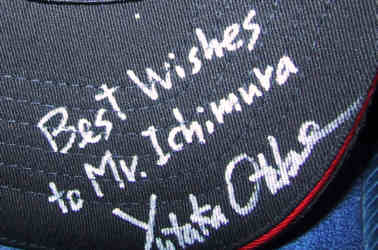 Best Wishes
to Mr. Ichimura
Yutaka